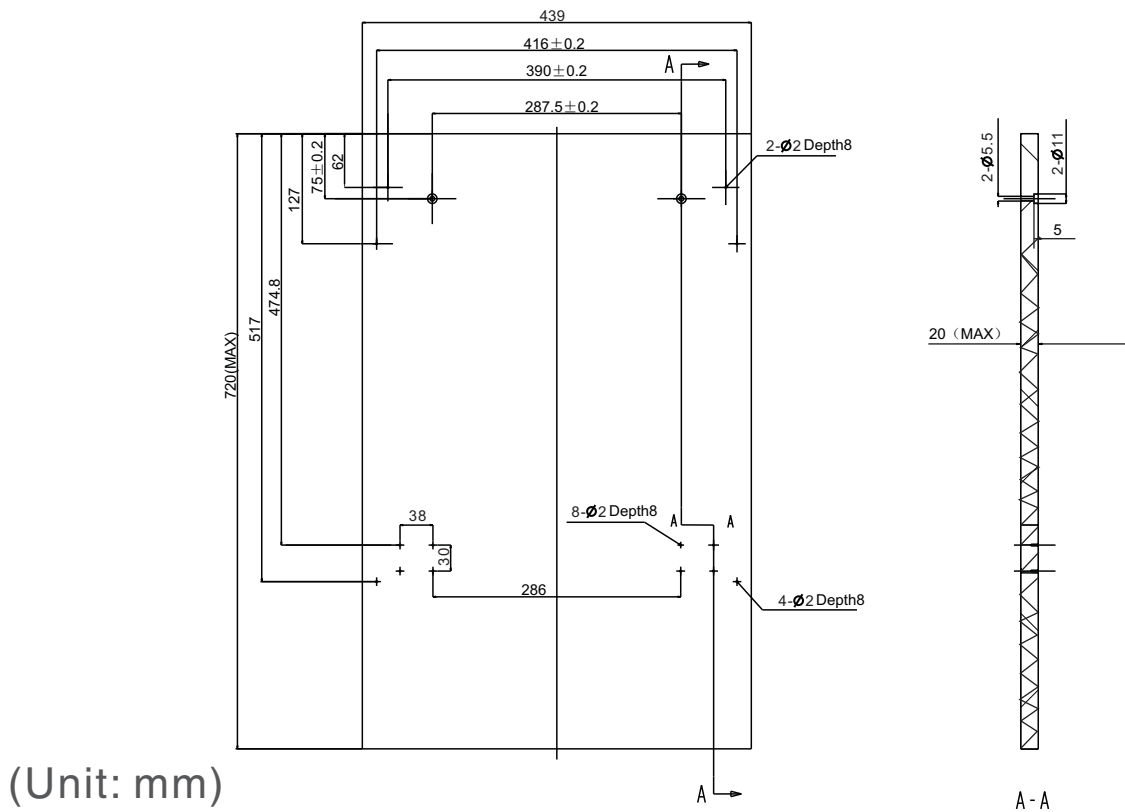 439
416±0.2
A
390±0.2
287.5±0.2
2-Ø2 Depth8
62
75±0.2
127
474.8
517
720(MAX)
2-Ø5.5
2-Ø11
5
20（MAX）
38
30
8-Ø2 Depth8
A
A
286
4-Ø2 Depth8
(Unit: mm)
A
A-A